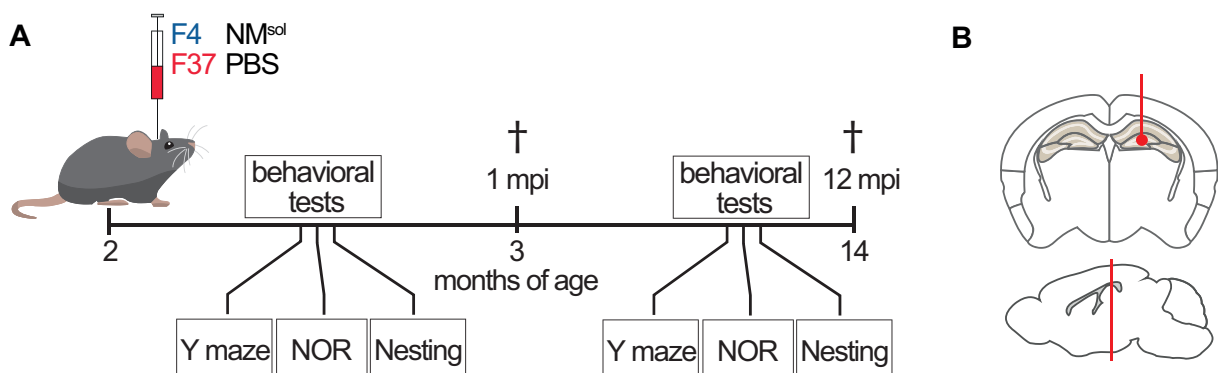 A
F4 NMsol
F37 PBS
B
behavioral
tests
†
1 mpi
behavioral
tests
†
12 mpi
2
3
14
months of age
Y maze
NOR
Nesting
Y maze
NOR
Nesting